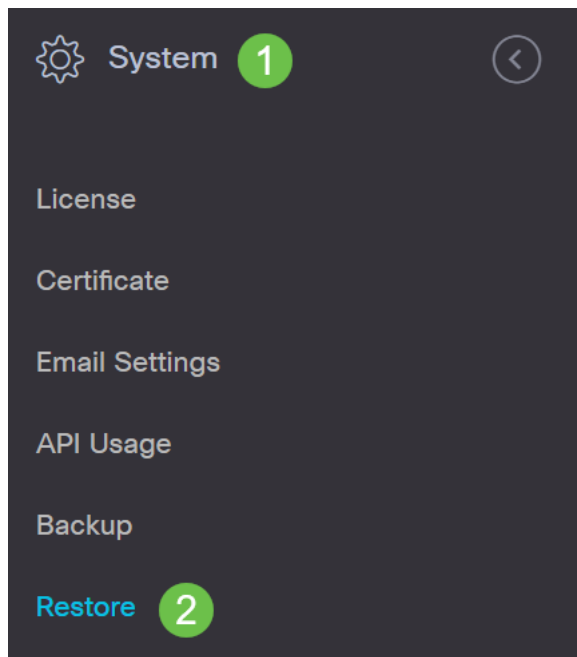 System 1
License
Certificate
Email Settings
API Usage
Backup
Restore 2